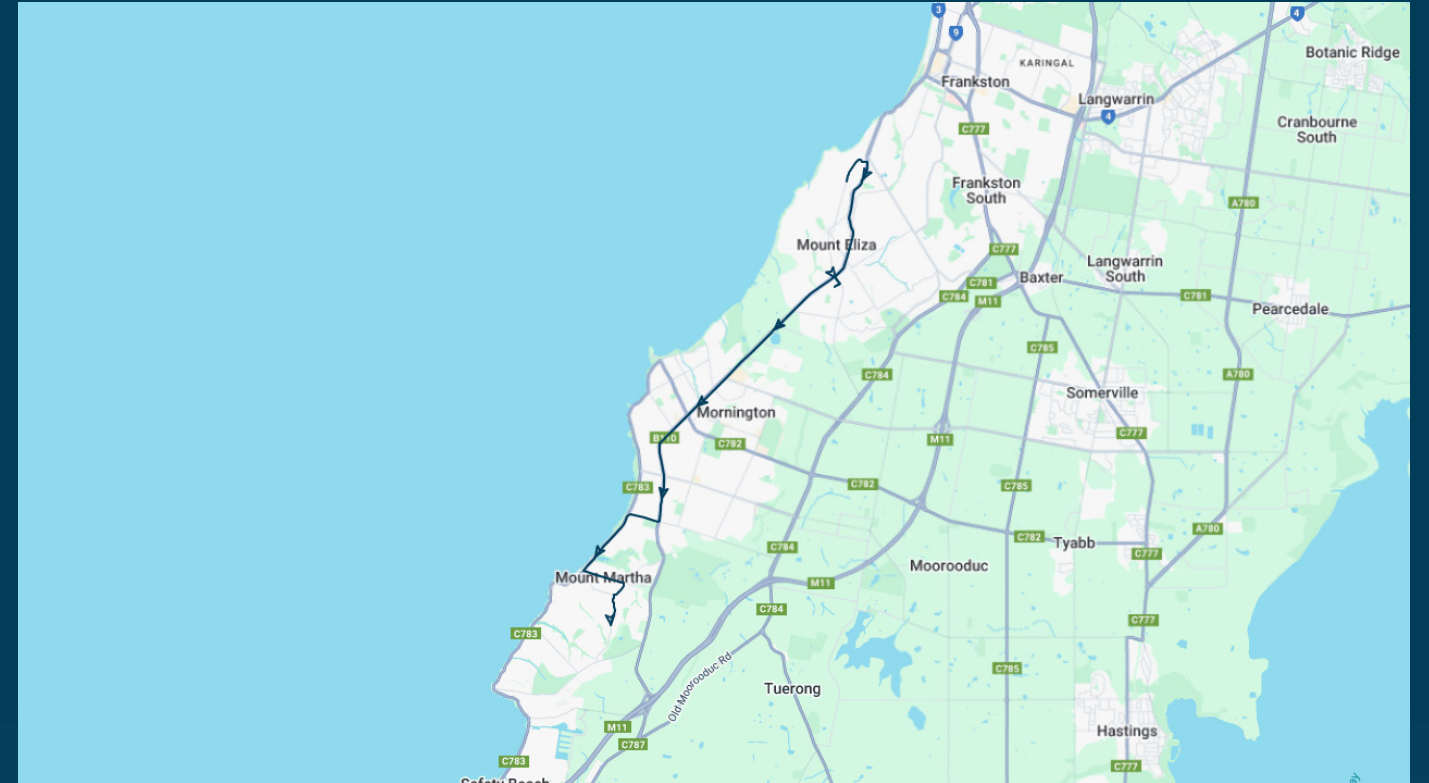 3
4
9
Botanic Ridge
KARINGAL
Frankston
Langwarrin
4
Cranbourne
South
C777
Frankston
South
A780
Mount Eliza
C777
Langwarrin
South
Baxter
C781
C784
M11
C781
Pearcedale
C785
C784
A780
Somerville
Mornington
C777
C782
M11
C783
C782
C785
A780
C782
Tyabb
C784
C777
Moorooduc
Mount Martha
M11
C784
C777
C783
C785
Old Moorooduc Rd
Tuerong
M11
Hastings
C787
C783
C777
Safety Beach